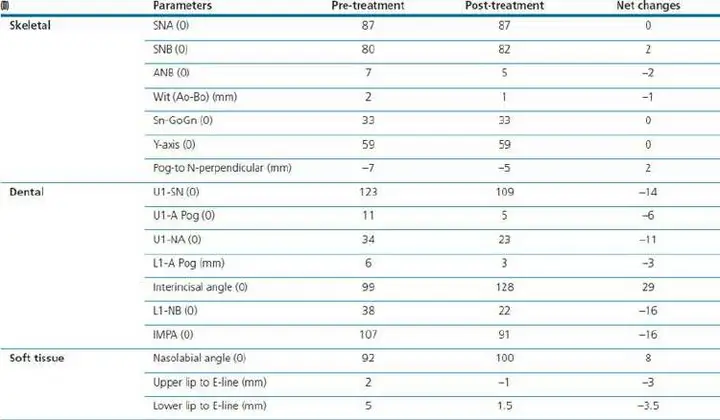 Parameters Pre-treatment Post-treatment Net changes
Skeletal SNA (0) 87 87 0
SNB (0) 80 82 2
ANB (0) 7 5 –2
Wit (Ao-Bo) (mm) 2 1 –1
Sn-GoGn (0) 33 33 0
Y-axis (0) 59 59 0
Pog-to N-perpendicular (mm) –7 –5 2
Dental U1-SN (0) 123 109 –14
U1-A Pog (0) 11 5 –6
U1-NA (0) 34 23 –11
L1-A Pog (mm) 6 3 –3
Interincisal angle (0) 99 128 29
L1-NB (0) 38 22 –16
IMPA (0) 107 91 –16
Soft tissue Nasolabial angle (0) 92 100 8
Upper lip to E-line (mm) 2 –1 –3
Lower lip to E-line (mm) 5 1.5 –3.5